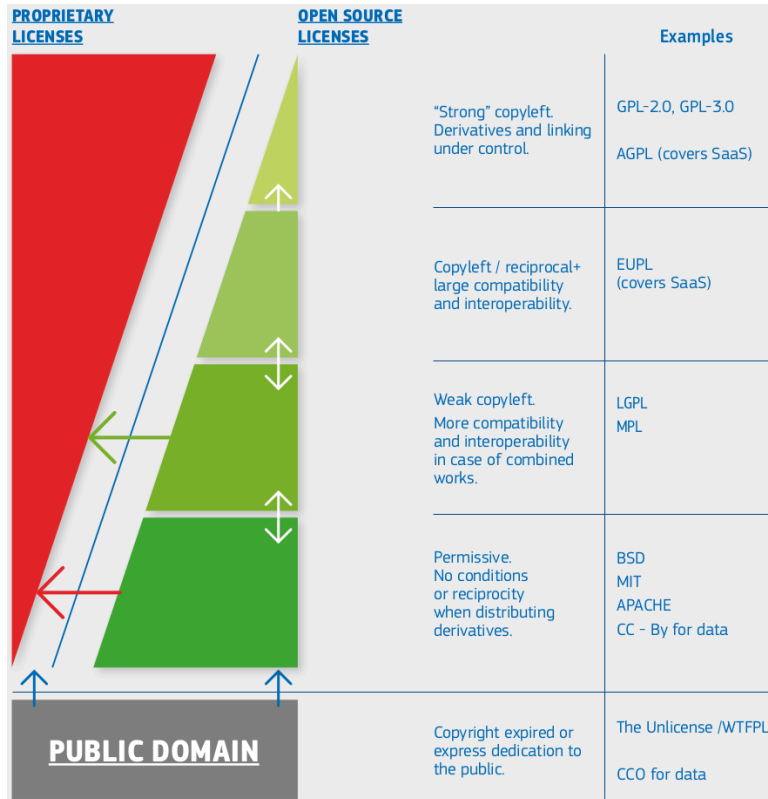 PROPRIETARY
LICENSES
OPEN SOURCE
LICENSES
Examples
“Strong” copyleft.
Derivatives and linking
under control.
GPL-2.0, GPL-3.0
AGPL (covers SaaS)
Copyleft / reciprocal+
large compatibility
and interoperability.
EUPL
(covers SaaS)
Weak copyleft.
More compatibility
and interoperability
in case of combined
works.
LGPL
MPL
Permissive.
No conditions
or reciprocity
when distributing
derivatives.
BSD
MIT
APACHE
CC - By for data
PUBLIC DOMAIN
Copyright expired or
express dedication to
the public.
The Unlicense /WTFPL
CCO for data